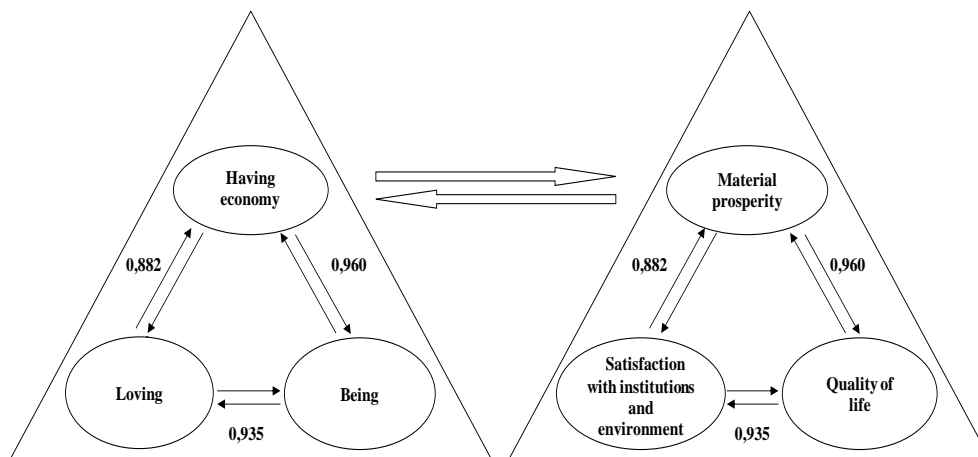 Having
economy
0,882
0,960
Loving
Being
0,935
Material
prosperity
0,882
0,960
Satisfaction
with institutions
and
environment
Quality of
life
0,935